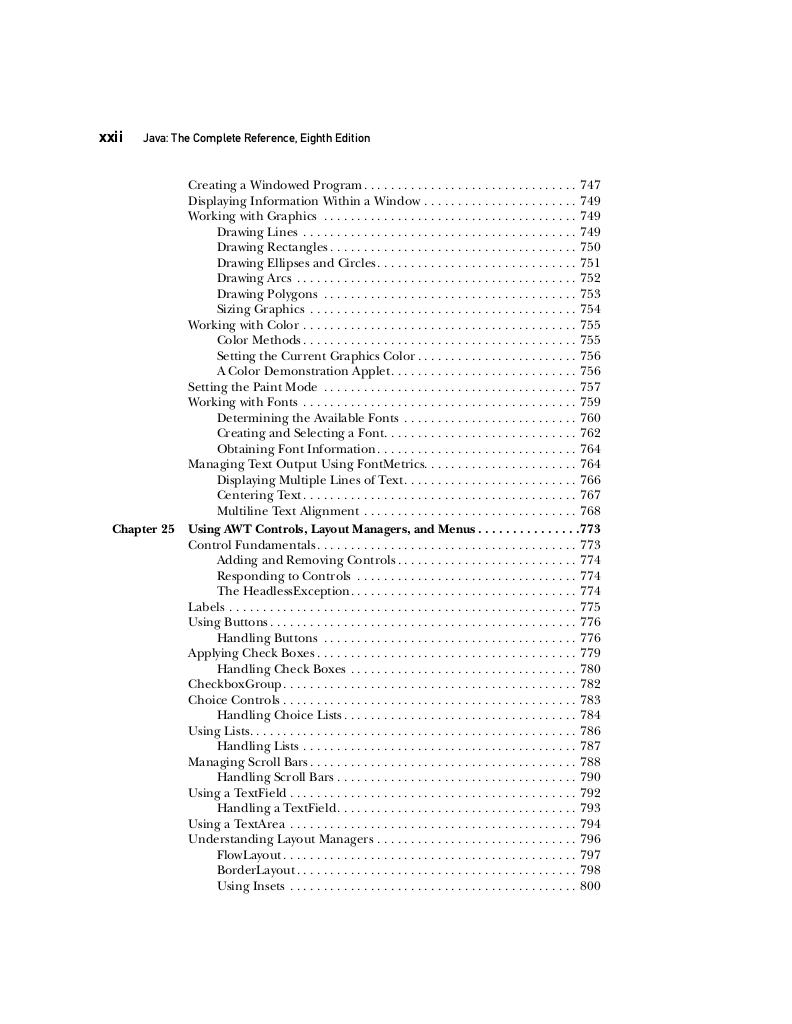 xxii Java: The Complete Reference, Eighth Edition
Creating a Windowed Program . . . . . . . . . . . . . . . . . . . . . . . . . . . . . . . . 747
Displaying Information Within a Window . . . . . . . . . . . . . . . . . . . . . . . 749
Working with Graphics . . . . . . . . . . . . . . . . . . . . . . . . . . . . . . . . . . . . . . 749
Drawing Lines . . . . . . . . . . . . . . . . . . . . . . . . . . . . . . . . . . . . . . . . . 749
Drawing Rectangles . . . . . . . . . . . . . . . . . . . . . . . . . . . . . . . . . . . . . 750
Drawing Ellipses and Circles . . . . . . . . . . . . . . . . . . . . . . . . . . . . . . 751
Drawing Arcs . . . . . . . . . . . . . . . . . . . . . . . . . . . . . . . . . . . . . . . . . . 752
Drawing Polygons . . . . . . . . . . . . . . . . . . . . . . . . . . . . . . . . . . . . . . 753
Sizing Graphics . . . . . . . . . . . . . . . . . . . . . . . . . . . . . . . . . . . . . . . . 754
Working with Color . . . . . . . . . . . . . . . . . . . . . . . . . . . . . . . . . . . . . . . . . 755
Color Methods . . . . . . . . . . . . . . . . . . . . . . . . . . . . . . . . . . . . . . . . . 755
Setting the Current Graphics Color . . . . . . . . . . . . . . . . . . . . . . . . 756
A Color Demonstration Applet . . . . . . . . . . . . . . . . . . . . . . . . . . . . 756
Setting the Paint Mode . . . . . . . . . . . . . . . . . . . . . . . . . . . . . . . . . . . . . . 757
Working with Fonts . . . . . . . . . . . . . . . . . . . . . . . . . . . . . . . . . . . . . . . . . 759
Determining the Available Fonts . . . . . . . . . . . . . . . . . . . . . . . . . . 760
Creating and Selecting a Font . . . . . . . . . . . . . . . . . . . . . . . . . . . . . 762
Obtaining Font Information . . . . . . . . . . . . . . . . . . . . . . . . . . . . . . 764
Managing Text Output Using FontMetrics . . . . . . . . . . . . . . . . . . . . . . . 764
Displaying Multiple Lines of Text . . . . . . . . . . . . . . . . . . . . . . . . . . 766
Centering Text . . . . . . . . . . . . . . . . . . . . . . . . . . . . . . . . . . . . . . . . . 767
Multiline Text Alignment . . . . . . . . . . . . . . . . . . . . . . . . . . . . . . . . 768
Chapter 25 Using AWT Controls, Layout Managers, and Menus . . . . . . . . . . . . . . . 773
Control Fundamentals . . . . . . . . . . . . . . . . . . . . . . . . . . . . . . . . . . . . . . . 773
Adding and Removing Controls . . . . . . . . . . . . . . . . . . . . . . . . . . . 774
Responding to Controls . . . . . . . . . . . . . . . . . . . . . . . . . . . . . . . . . 774
The HeadlessException . . . . . . . . . . . . . . . . . . . . . . . . . . . . . . . . . . 774
Labels . . . . . . . . . . . . . . . . . . . . . . . . . . . . . . . . . . . . . . . . . . . . . . . . . . . . 775
Using Buttons . . . . . . . . . . . . . . . . . . . . . . . . . . . . . . . . . . . . . . . . . . . . . . 776
Handling Buttons . . . . . . . . . . . . . . . . . . . . . . . . . . . . . . . . . . . . . . 776
Applying Check Boxes . . . . . . . . . . . . . . . . . . . . . . . . . . . . . . . . . . . . . . . 779
Handling Check Boxes . . . . . . . . . . . . . . . . . . . . . . . . . . . . . . . . . . 780
CheckboxGroup . . . . . . . . . . . . . . . . . . . . . . . . . . . . . . . . . . . . . . . . . . . . 782
Choice Controls . . . . . . . . . . . . . . . . . . . . . . . . . . . . . . . . . . . . . . . . . . . . 783
Handling Choice Lists . . . . . . . . . . . . . . . . . . . . . . . . . . . . . . . . . . . 784
Using Lists . . . . . . . . . . . . . . . . . . . . . . . . . . . . . . . . . . . . . . . . . . . . . . . . . 786
Handling Lists . . . . . . . . . . . . . . . . . . . . . . . . . . . . . . . . . . . . . . . . . 787
Managing Scroll Bars . . . . . . . . . . . . . . . . . . . . . . . . . . . . . . . . . . . . . . . . 788
Handling Scroll Bars . . . . . . . . . . . . . . . . . . . . . . . . . . . . . . . . . . . . 790
Using a TextField . . . . . . . . . . . . . . . . . . . . . . . . . . . . . . . . . . . . . . . . . . . 792
Handling a TextField . . . . . . . . . . . . . . . . . . . . . . . . . . . . . . . . . . . . 793
Using a TextArea . . . . . . . . . . . . . . . . . . . . . . . . . . . . . . . . . . . . . . . . . . . 794
Understanding Layout Managers . . . . . . . . . . . . . . . . . . . . . . . . . . . . . . 796
FlowLayout . . . . . . . . . . . . . . . . . . . . . . . . . . . . . . . . . . . . . . . . . . . . 797
BorderLayout . . . . . . . . . . . . . . . . . . . . . . . . . . . . . . . . . . . . . . . . . . 798
Using Insets . . . . . . . . . . . . . . . . . . . . . . . . . . . . . . . . . . . . . . . . . . . 800